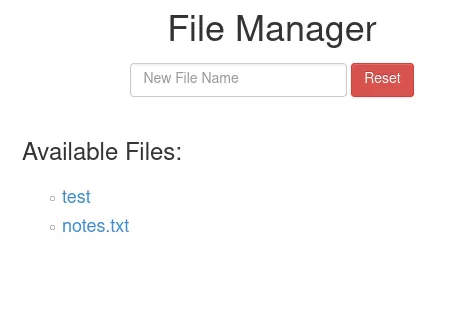 File Manager
New File Name Reset
Available Files:
test
notes.txt